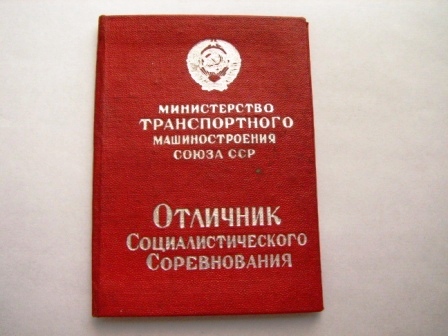 МИНИСТЕРСТВО
ТРАНСПОРТНОГО
МАШИНОСТРОЕНИЯ
СОЮЗА ССР
ОТЛИЧНИК
СОЦИАЛИСТИЧЕСКОГО
СОРЕВНОВАНИЯ